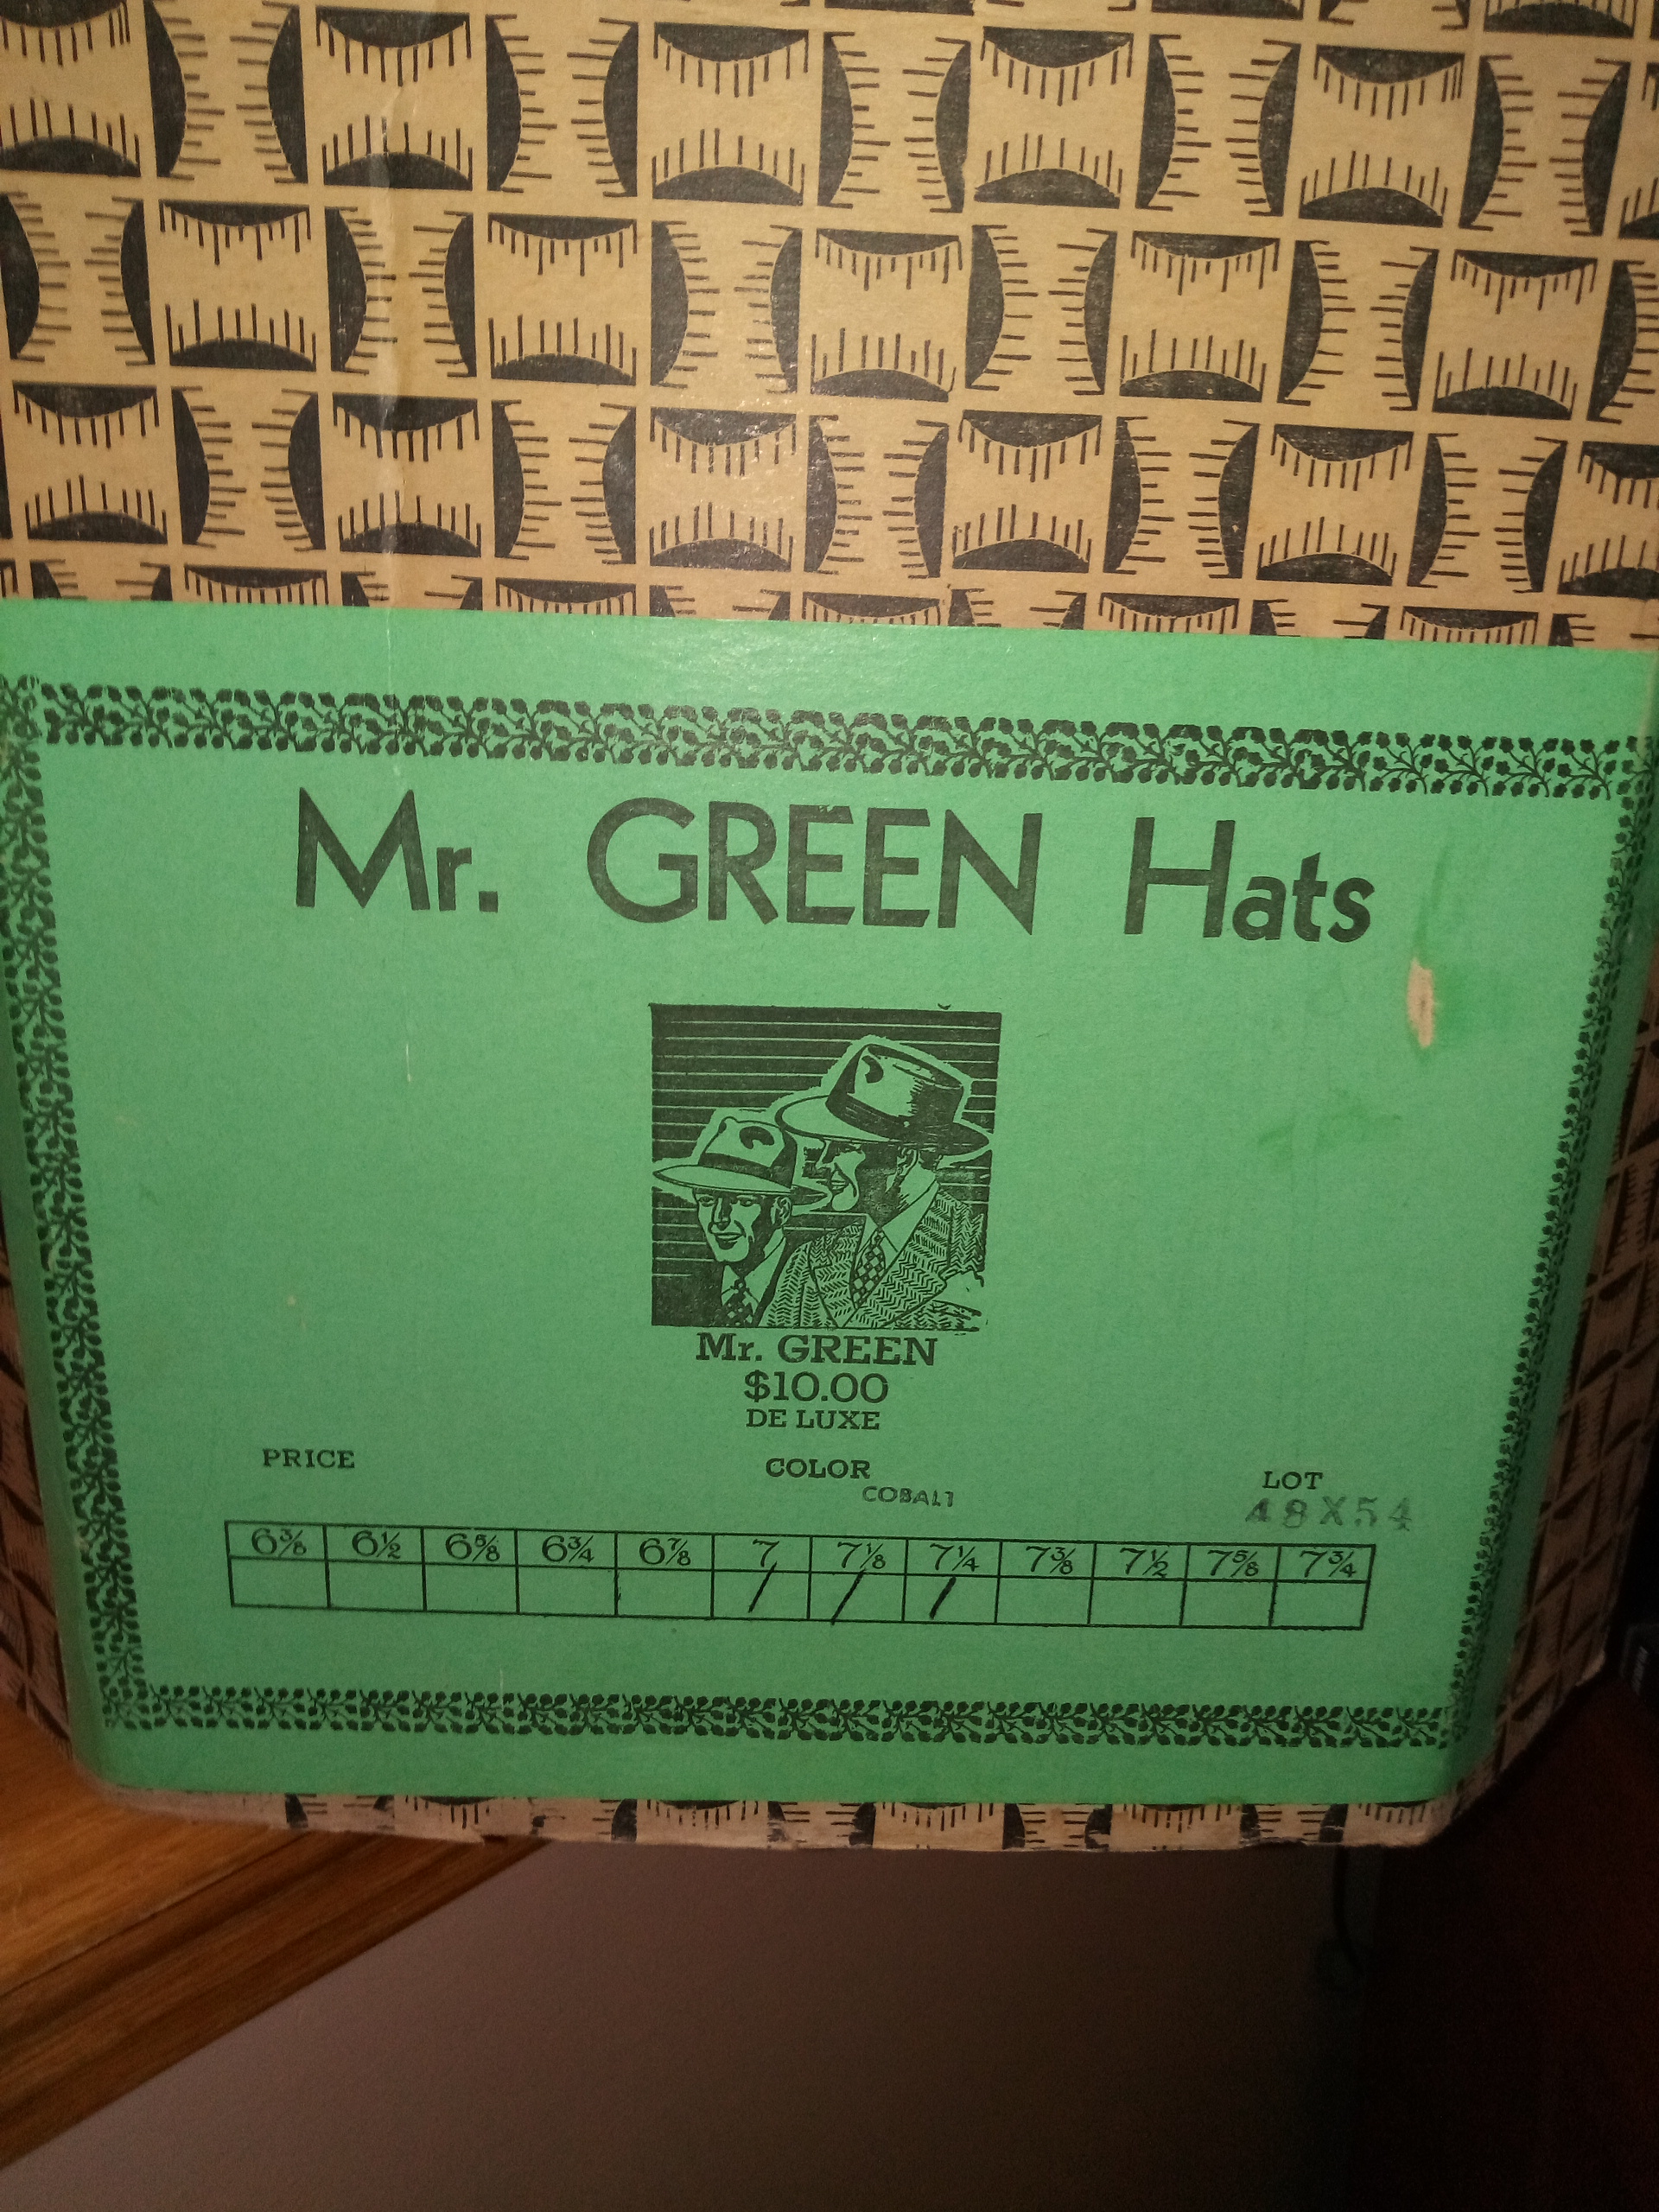 Mr. GREEN Hats
Mr. GREEN
$10.00
DE LUXE
PRICE COLOR LOT
COBALT 48X54
6⅜ 6½ 6⅝ 6¾ 6⅞ 7 7⅛ 7¼ 7⅜ 7½ 7⅝ 7¾
/ / /